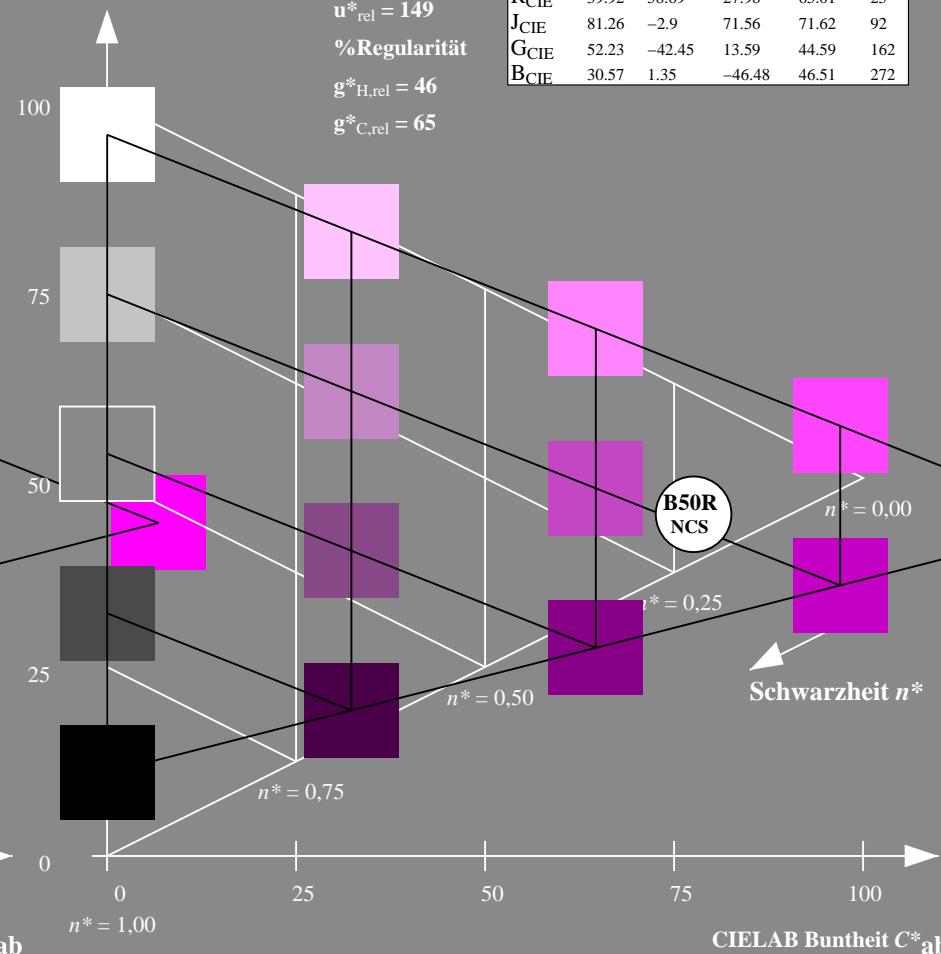 u*rel = 149
%Regularität
g*H,rel = 46
g*C,rel = 65
JCIE 81.26 −2.9 71.56 71.62 92
GCIE 52.23 −42.45 13.59 44.59 162
BCIE 30.57 1.35 −46.48 46.51 272
100
75
50
25
0
B50R
NCS
n* = 0,00
n* = 0,25
n* = 0,50
n* = 0,75
Schwarzheit n*
0 25 50 75 100
n* = 1,00
ab
CIELAB Buntheit C*ab